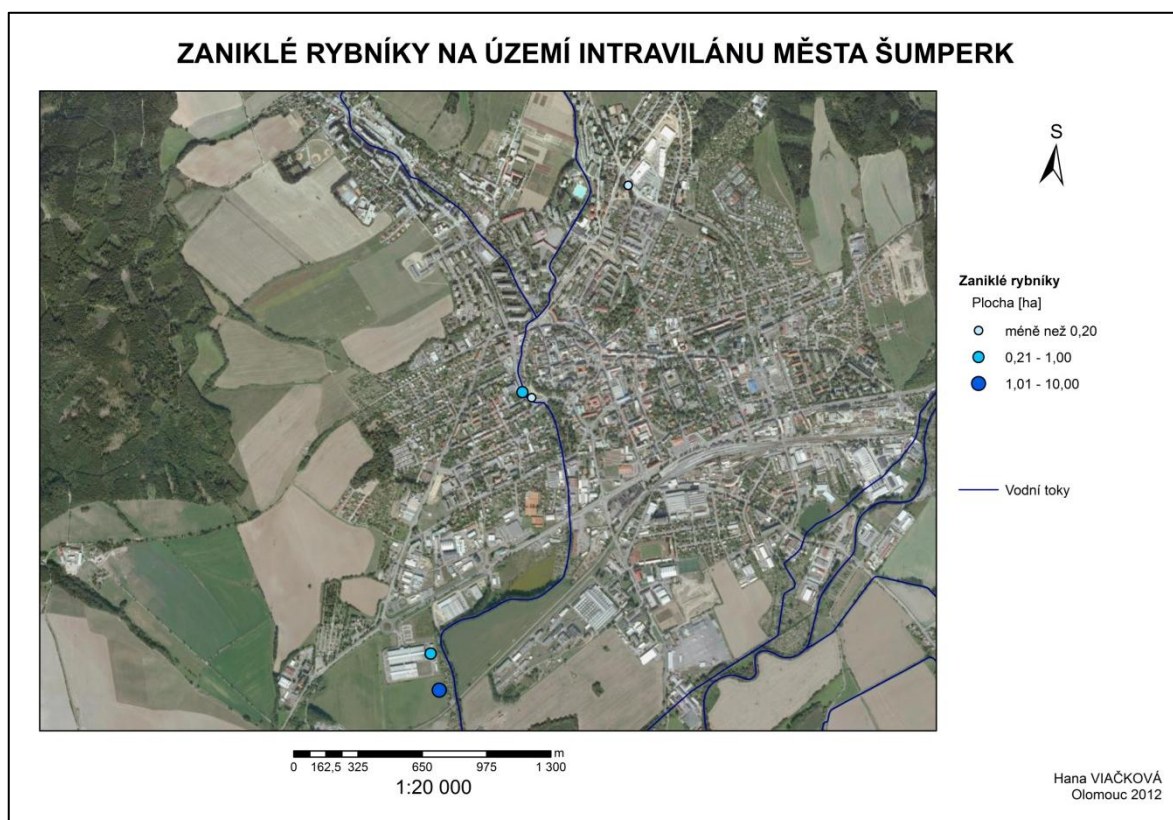 ZANIKLÉ RYBNÍKY NA ÚZEMÍ INTRAVILÁNU MĚSTA ŠUMPERK
S
Zaniklé rybníky
Plocha [ha]
méně než 0,20
0,21 - 1,00
1,01 - 10,00
Vodní toky
0 162,5 325 650 975 1 300 m
1:20 000
Hana VIAČKOVÁ
Olomouc 2012